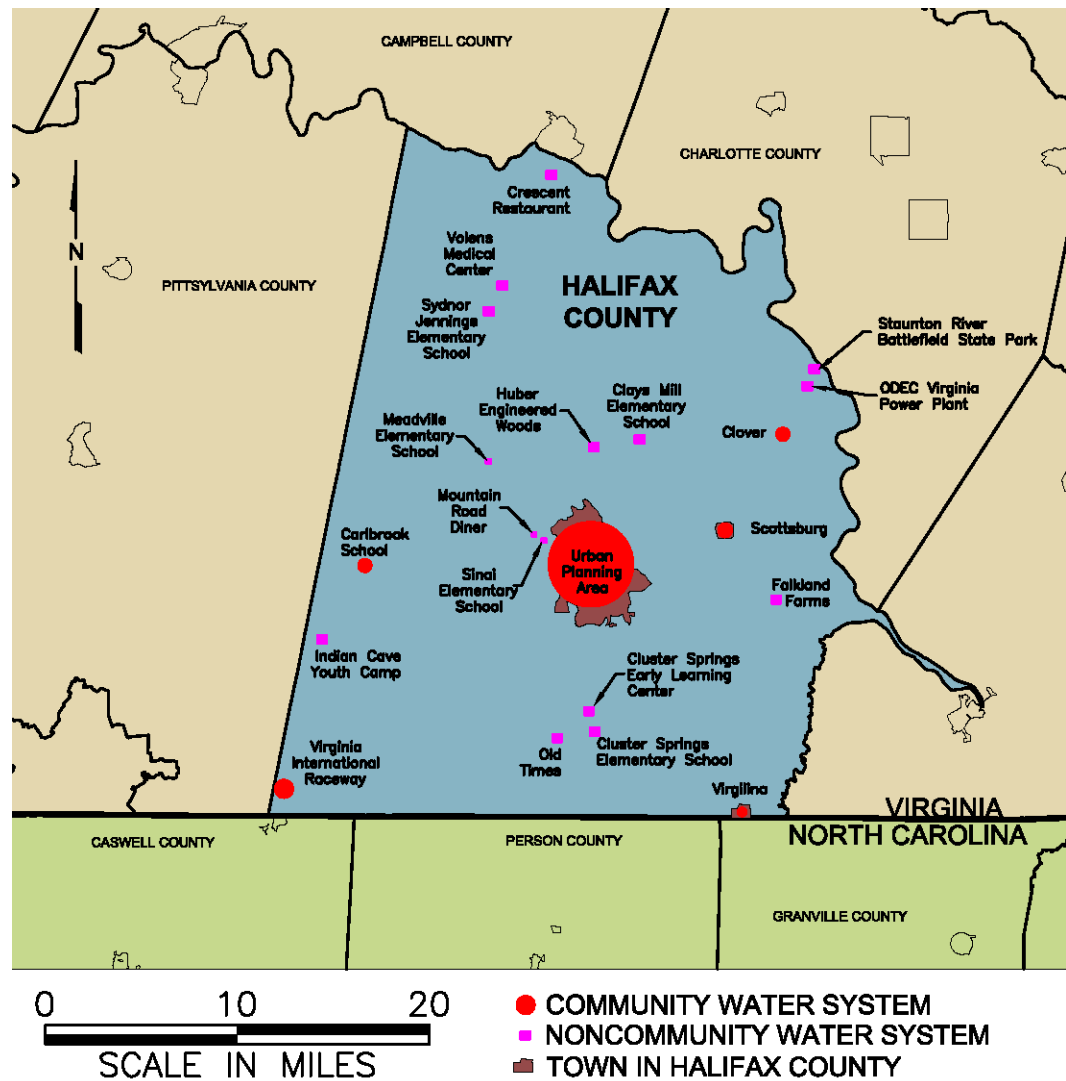 CAMPBELL COUNTY
CHARLOTTE COUNTY
Crescent
Restaurant
Volens
Medical
Center
N
PITTSYLVANIA COUNTY
HALIFAX
COUNTY
Sydnor
Jennings
Elementary
School
Staunton River
Battlefield State Park
ODEC Virginia
Power Plant
Huber
Engineered
Woods
Clays Mill
Elementary
School
Meadville
Elementary
School
Clover
Mountain
Road
Diner
Carlbrook
School
Scottsburg
Urban
Planning
Area
Sinai
Elementary
School
Falkland
Farms
Indian Cave
Youth Camp
Cluster Springs
Early Learning
Center
Old
Times
Cluster Springs
Elementary School
Virginia
International
Raceway
Virgilina
VIRGINIA
NORTH CAROLINA
CASWELL COUNTY
PERSON COUNTY
GRANVILLE COUNTY
0 10 20
SCALE IN MILES
COMMUNITY WATER SYSTEM
NONCOMMUNITY WATER SYSTEM
TOWN IN HALIFAX COUNTY